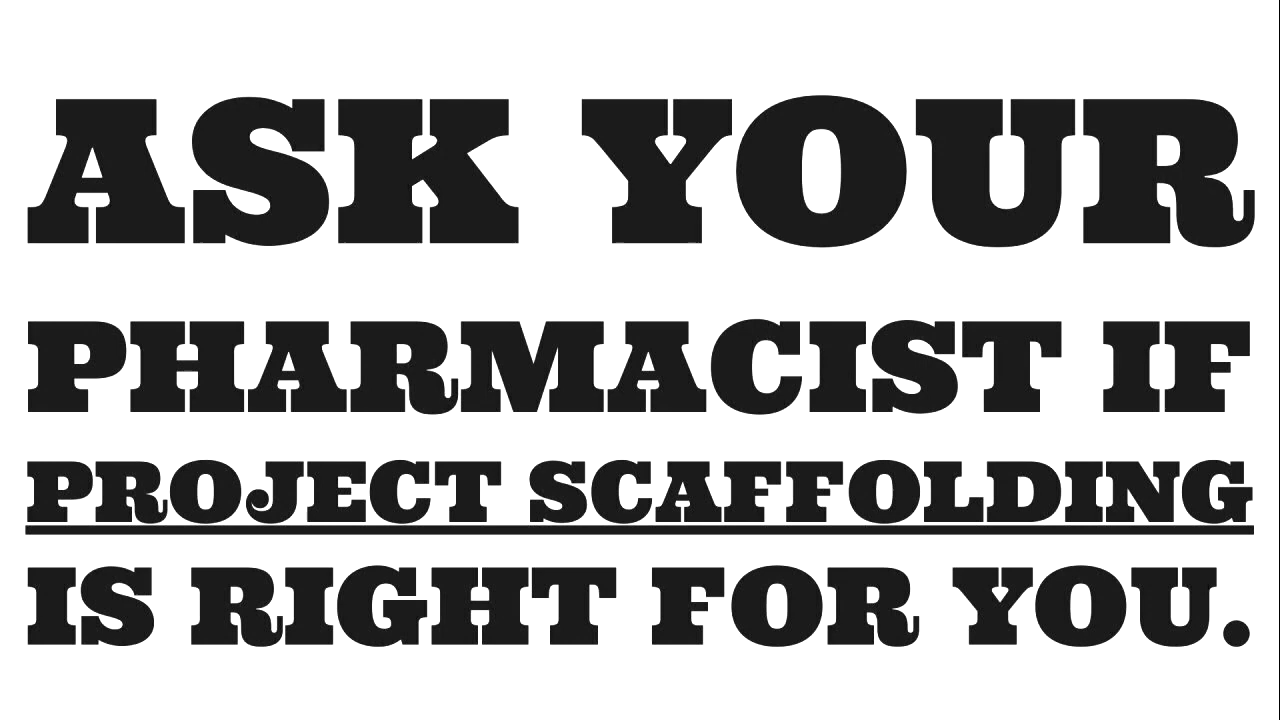 ASK YOUR
PHARMACIST IF
PROJECT SCAFFOLDING
IS RIGHT FOR YOU.